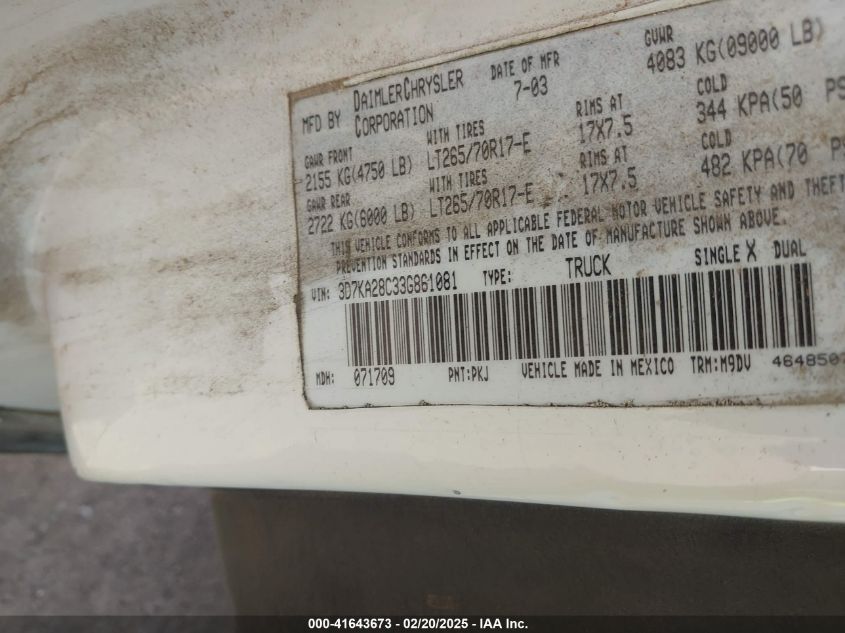 MFD BY DAIMLERCHRYSLER CORPORATION DATE OF MFR 7-03 GVWR 4083 KG(09000 LB)
GAWR FRONT WITH TIRES RIMS AT COLD
2155 KG(4750 LB) LT265/70R17-E 17X7.5 344 KPA(50 PS
GAWR REAR WITH TIRES RIMS AT COLD
2722 KG(6000 LB) LT265/70R17-E 17X7.5 482 KPA(70 PS
THIS VEHICLE CONFORMS TO ALL APPLICABLE FEDERAL MOTOR VEHICLE SAFETY AND THEFT
PREVENTION STANDARDS IN EFFECT ON THE DATE OF MANUFACTURE SHOWN ABOVE.
VIN: 3D7KA28C33G861081 TYPE: TRUCK SINGLE X DUAL
MDH: 071709 PNT:PKJ VEHICLE MADE IN MEXICO TRM:M9DV 4648507
000-41643673 — 02/20/2025 — IAA Inc.